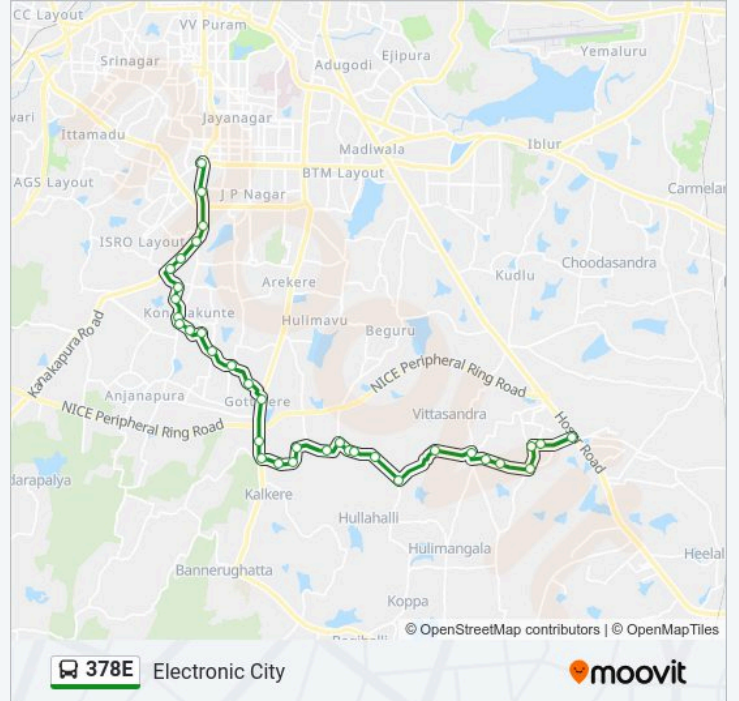 CC Layout
VV Puram
Srinagar
Adugodi
Ejipura
Yemaluru
Jayanagar
Ittamadu
Madiwala
Iblur
AGS Layout
BTM Layout
J P Nagar
Carmelar
ISRO Layout
Choodasandra
Kudlu
Arekere
Hulimavu
Beguru
Kanakapura Road
NICE Peripheral Ring Road
Anjanapura
Vittasandra
NICE Peripheral Ring Road
Hosur Road
darapalya
Kalkere
Hullahalli
Hulimangala
Heelal
Bannerughatta
Koppa
© OpenStreetMap contributors | © OpenMapTiles
378E Electronic City
moovit